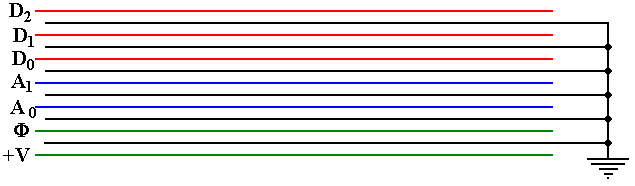 D₂
D₁
D₀
A₁
A₀
Φ
+V